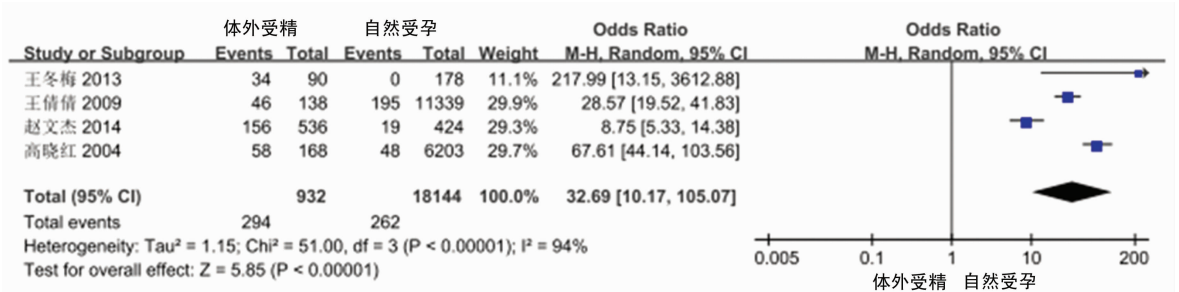 体外受精 自然受孕 Odds Ratio Odds Ratio
Study or Subgroup Events Total Events Total Weight M-H, Random, 95% CI M-H, Random, 95% CI
王冬梅 2013 34 90 0 178 11.1% 217.99 [13.15, 3612.88]
王倩倩 2009 46 138 195 11339 29.9% 28.57 [19.52, 41.83]
赵文杰 2014 156 536 19 424 29.3% 8.75 [5.33, 14.38]
高晓红 2004 58 168 48 6203 29.7% 67.61 [44.14, 103.56]
Total (95% CI) 932 18144 100.0% 32.69 [10.17, 105.07]
Total events 294 262
Heterogeneity: Tau² = 1.15; Chi² = 51.00, df = 3 (P < 0.00001); I² = 94%
Test for overall effect: Z = 5.85 (P < 0.00001)
0.005 0.1 1 10 200
体外受精 自然受孕